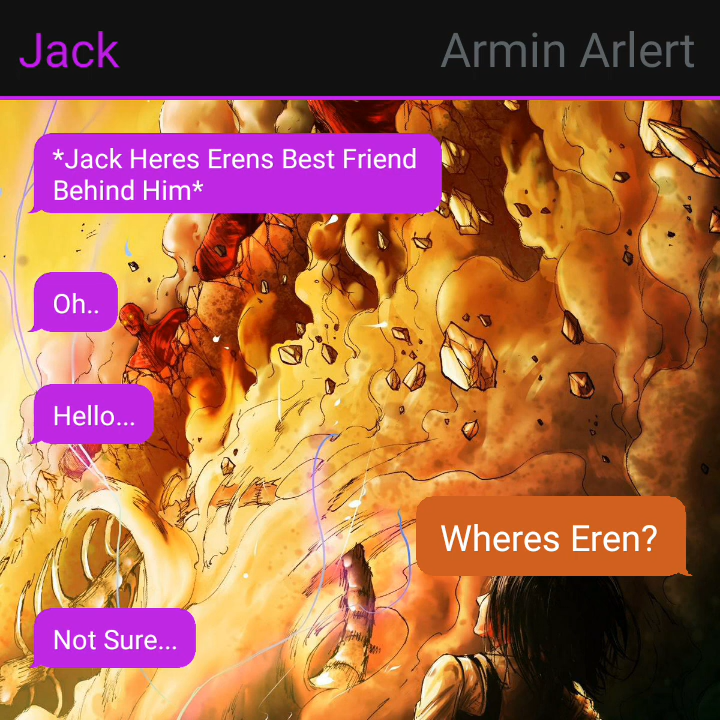 Jack
Armin Arlert
*Jack Heres Erens Best Friend
Behind Him*
Oh..
Hello...
Wheres Eren?
Not Sure...